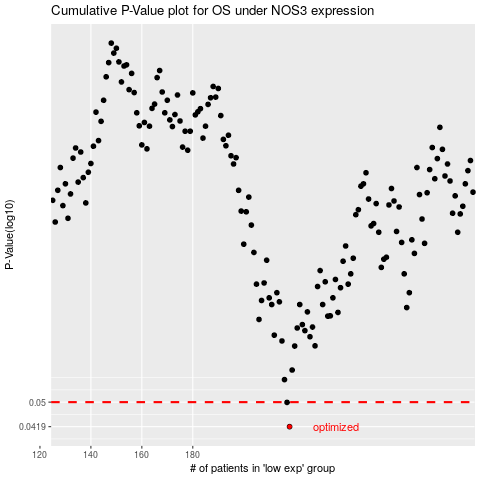 Cumulative P-Value plot for OS under NOS3 expression
P-Value(log10)
0.05
0.0419
optimized
120 140 160 180
# of patients in 'low exp' group